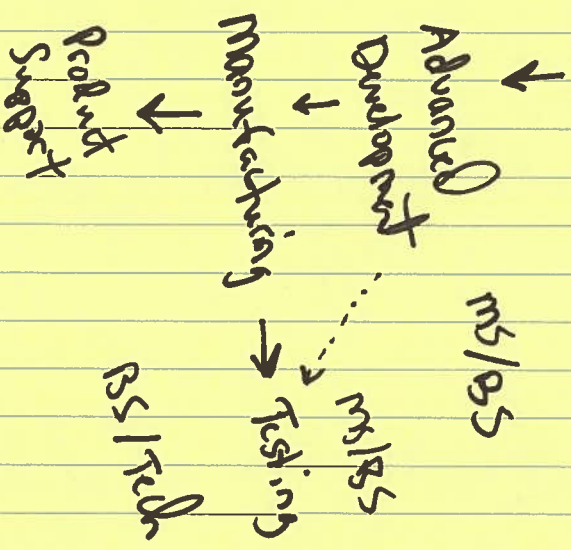 Advanced
Development
MS/BS
Manufacturing
Testing
MS/BS
Product
Support
BS/Tech